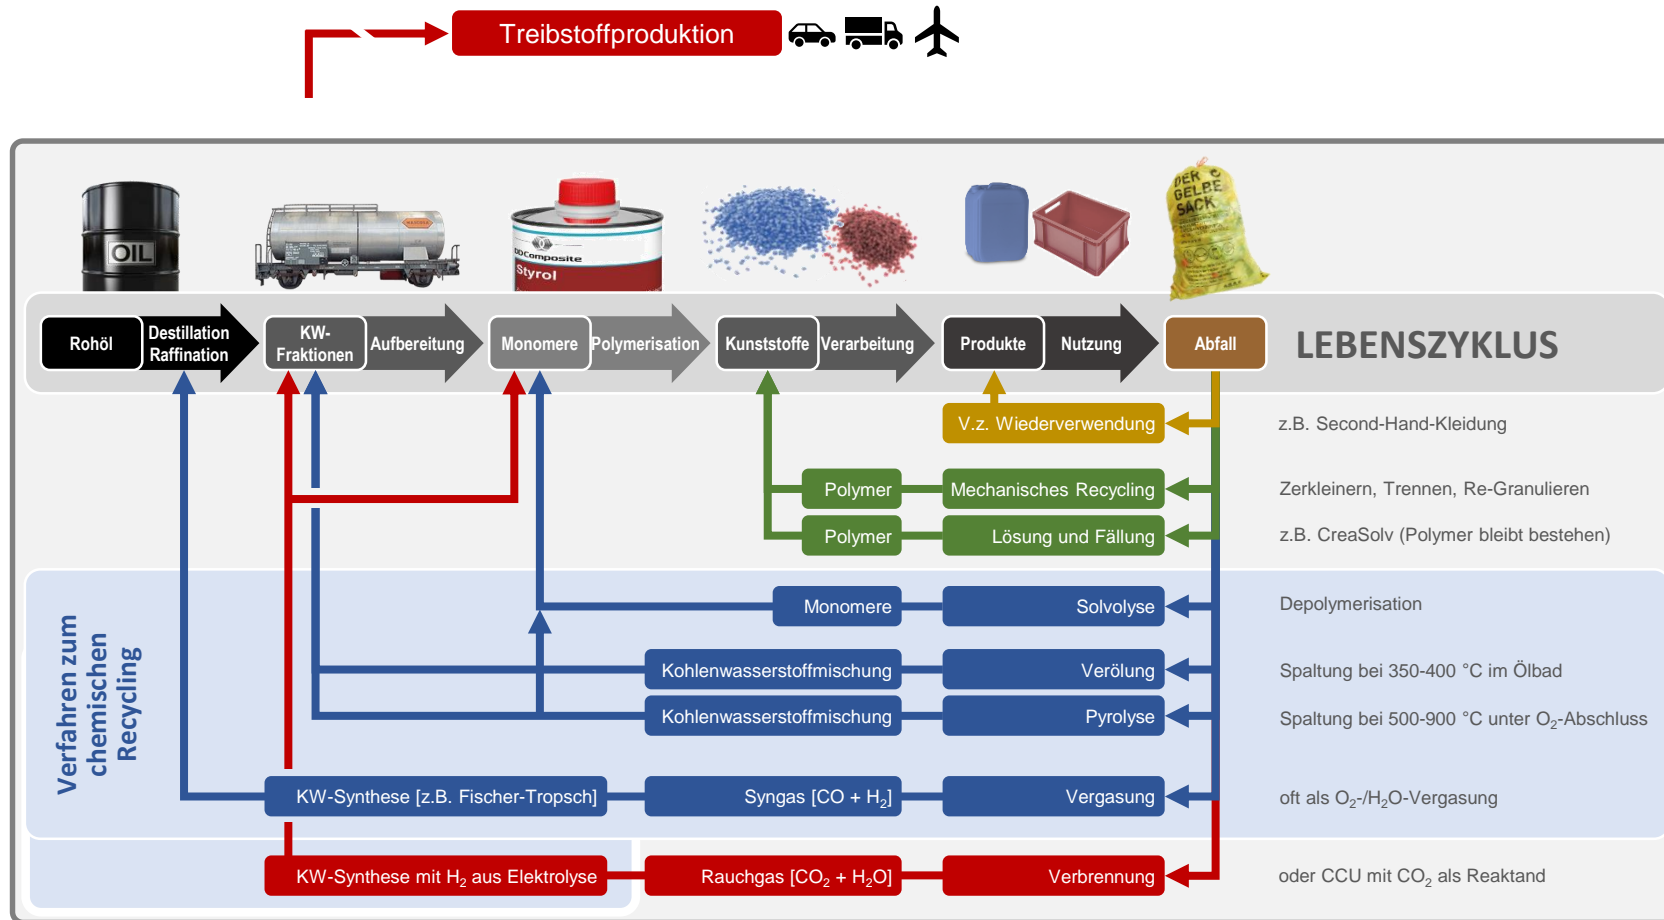 Treibstoffproduktion
OIL
DD Composite
Styrol
DER
GELBE
SACK
Rohöl
Destillation
Raffination
KW-
Fraktionen
Aufbereitung
Monomere
Polymerisation
Kunststoffe
Verarbeitung
Produkte
Nutzung
Abfall
LEBENSZYKLUS
V.z. Wiederverwendung
z.B. Second-Hand-Kleidung
Polymer
Mechanisches Recycling
Zerkleinern, Trennen, Re-Granulieren
Polymer
Lösung und Fällung
z.B. CreaSolv (Polymer bleibt bestehen)
Verfahren zum
chemischen
Recycling
Monomere
Solvolyse
Depolymerisation
Kohlenwasserstoffmischung
Verölung
Spaltung bei 350-400 °C im Ölbad
Kohlenwasserstoffmischung
Pyrolyse
Spaltung bei 500-900 °C unter O₂-Abschluss
KW-Synthese [z.B. Fischer-Tropsch]
Syngas [CO + H₂]
Vergasung
oft als O₂-/H₂O-Vergasung
KW-Synthese mit H₂ aus Elektrolyse
Rauchgas [CO₂ + H₂O]
Verbrennung
oder CCU mit CO₂ als Reaktand